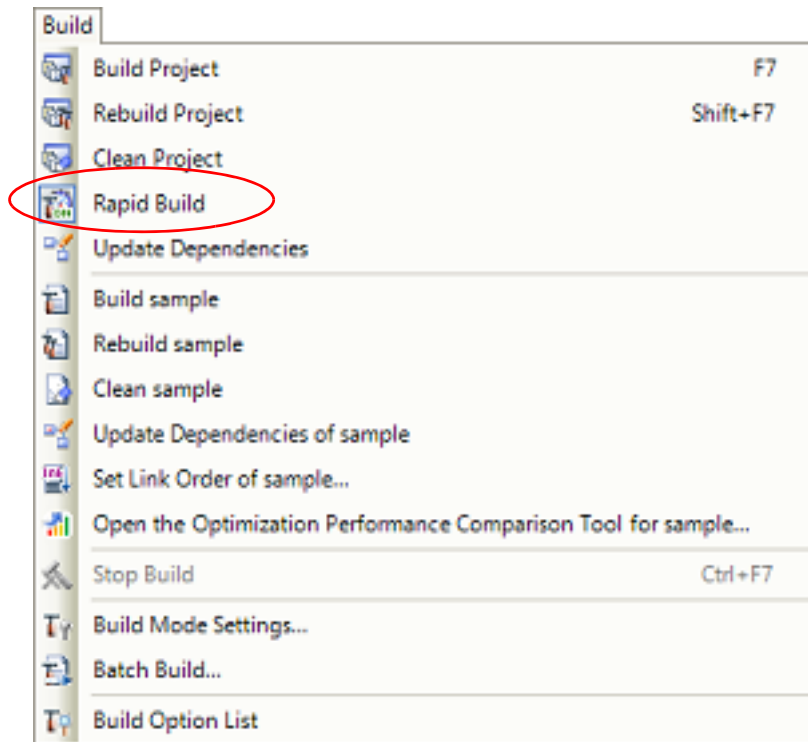 Build
Build Project F7
Rebuild Project Shift+F7
Clean Project
Rapid Build
Update Dependencies
Build sample
Rebuild sample
Clean sample
Update Dependencies of sample
Set Link Order of sample...
Open the Optimization Performance Comparison Tool for sample...
Stop Build Ctrl+F7
Build Mode Settings...
Batch Build...
Build Option List